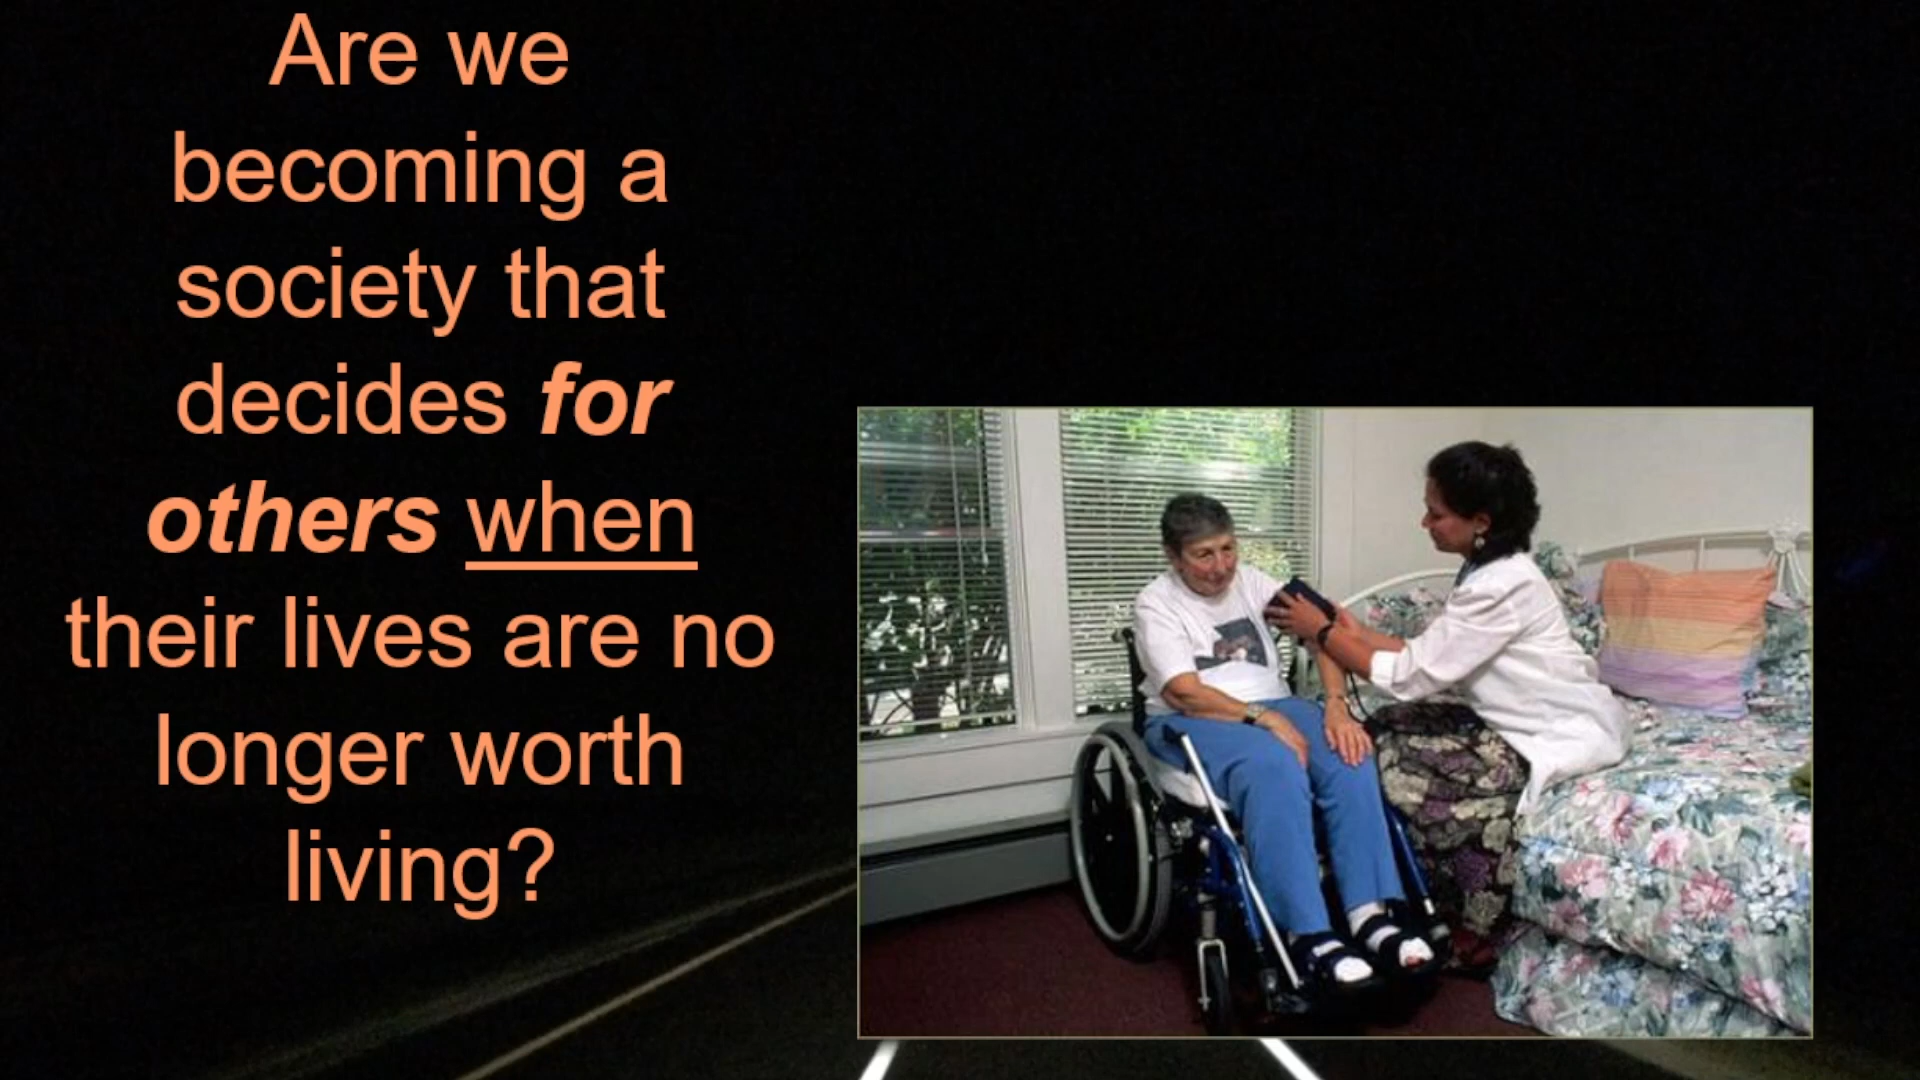 Are we
becoming a
society that
decides for
others when
their lives are no
longer worth
living?